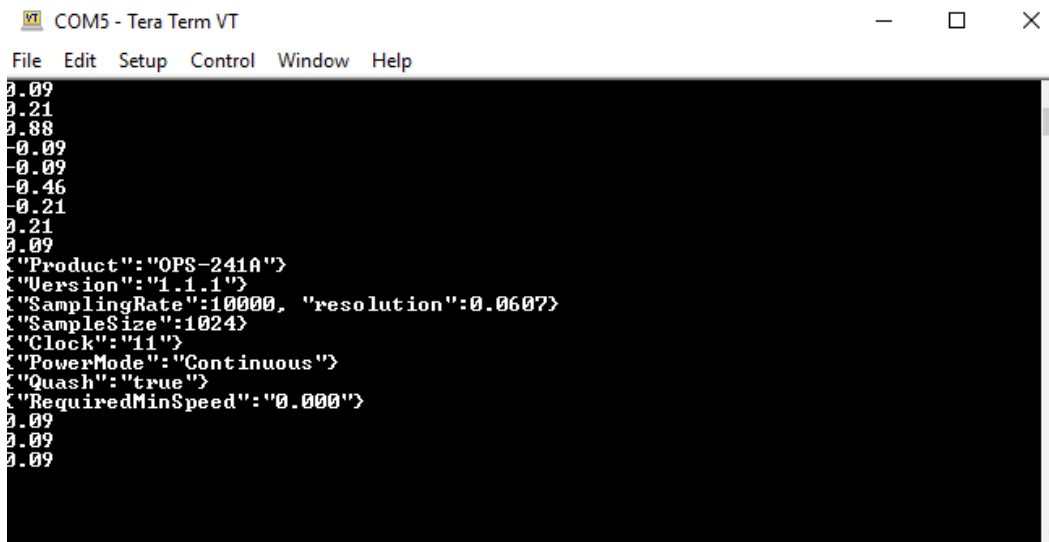 COM5 - Tera Term VT
File Edit Setup Control Window Help
0.09
0.21
0.88
-0.09
-0.09
-0.46
-0.21
0.21
0.09
{"Product":"OPS-241A"}
{"Version":"1.1.1"}
{"SamplingRate":10000, "resolution":0.0607}
{"SampleSize":1024}
{"Clock":"11"}
{"PowerMode":"Continuous"}
{"Quash":"true"}
{"RequiredMinSpeed":"0.000"}
0.09
0.09
0.09